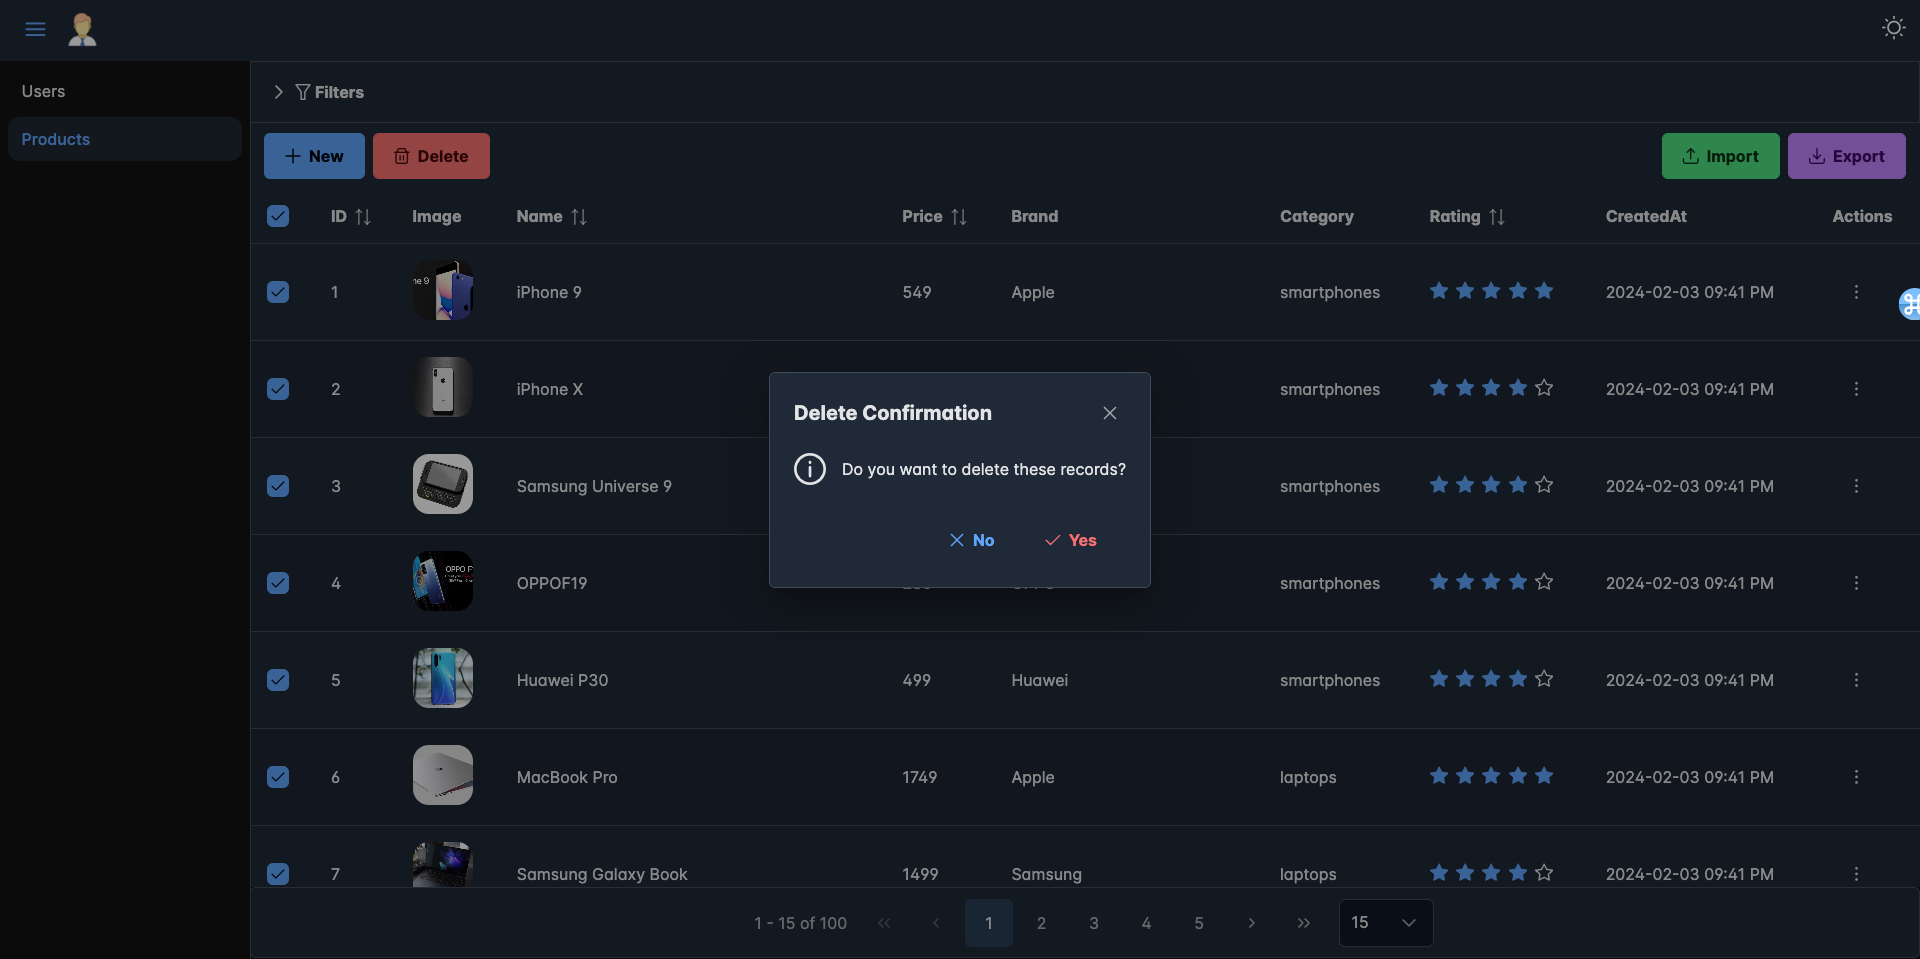 Users
Products
Filters
New Delete Import Export
ID Image Name Price Brand Category Rating CreatedAt Actions
1 ne 9 iPhone 9 549 Apple smartphones 2024-02-03 09:41 PM
2 iPhone X smartphones 2024-02-03 09:41 PM
Delete Confirmation
Do you want to delete these records?
No Yes
3 Samsung Universe 9 smartphones 2024-02-03 09:41 PM
4 OPPO F1 OPPOF19 smartphones 2024-02-03 09:41 PM
5 Huawei P30 499 Huawei smartphones 2024-02-03 09:41 PM
6 MacBook Pro 1749 Apple laptops 2024-02-03 09:41 PM
7 Samsung Galaxy Book 1499 Samsung laptops 2024-02-03 09:41 PM
1 - 15 of 100 1 2 3 4 5 15